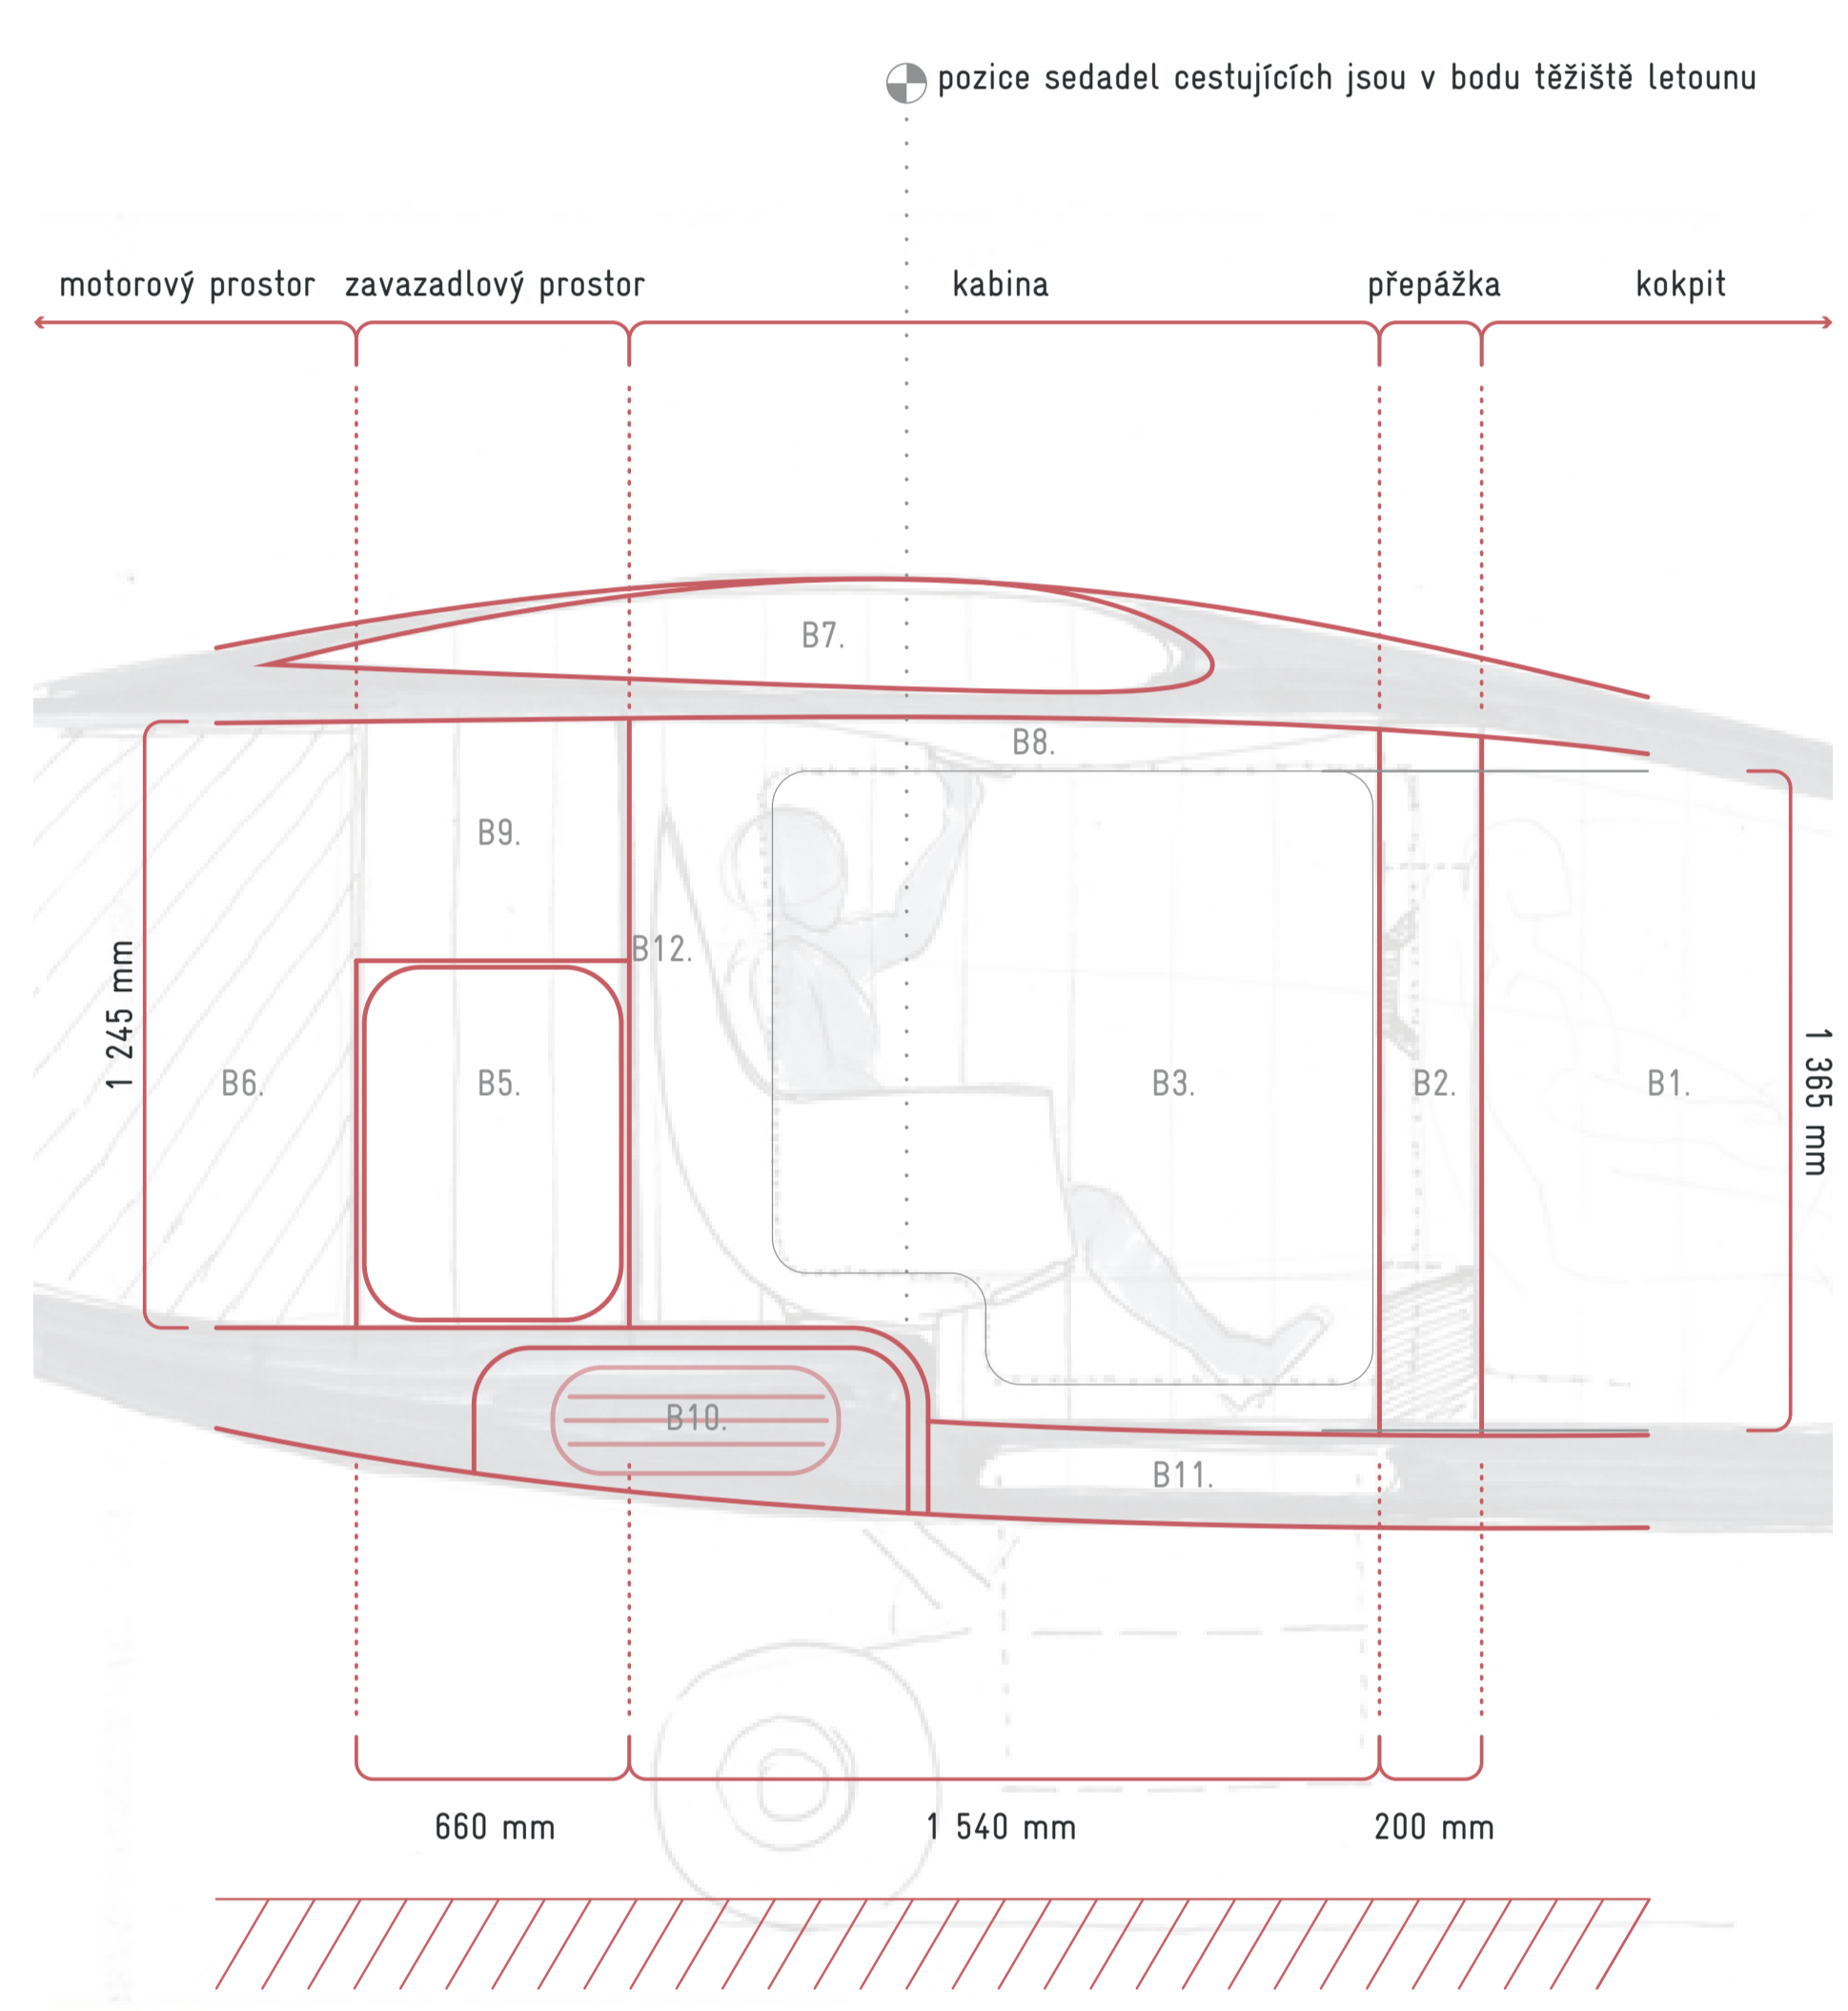 pozice sedadel cestujících jsou v bodu těžiště letounu
motorový prostor zavazadlový prostor kabina přepážka kokpit
B7.
B8.
B9.
B12.
1 245 mm
B6.
B5.
B3.
B2.
B1.
1 365 mm
B10.
B11.
660 mm 1 540 mm 200 mm